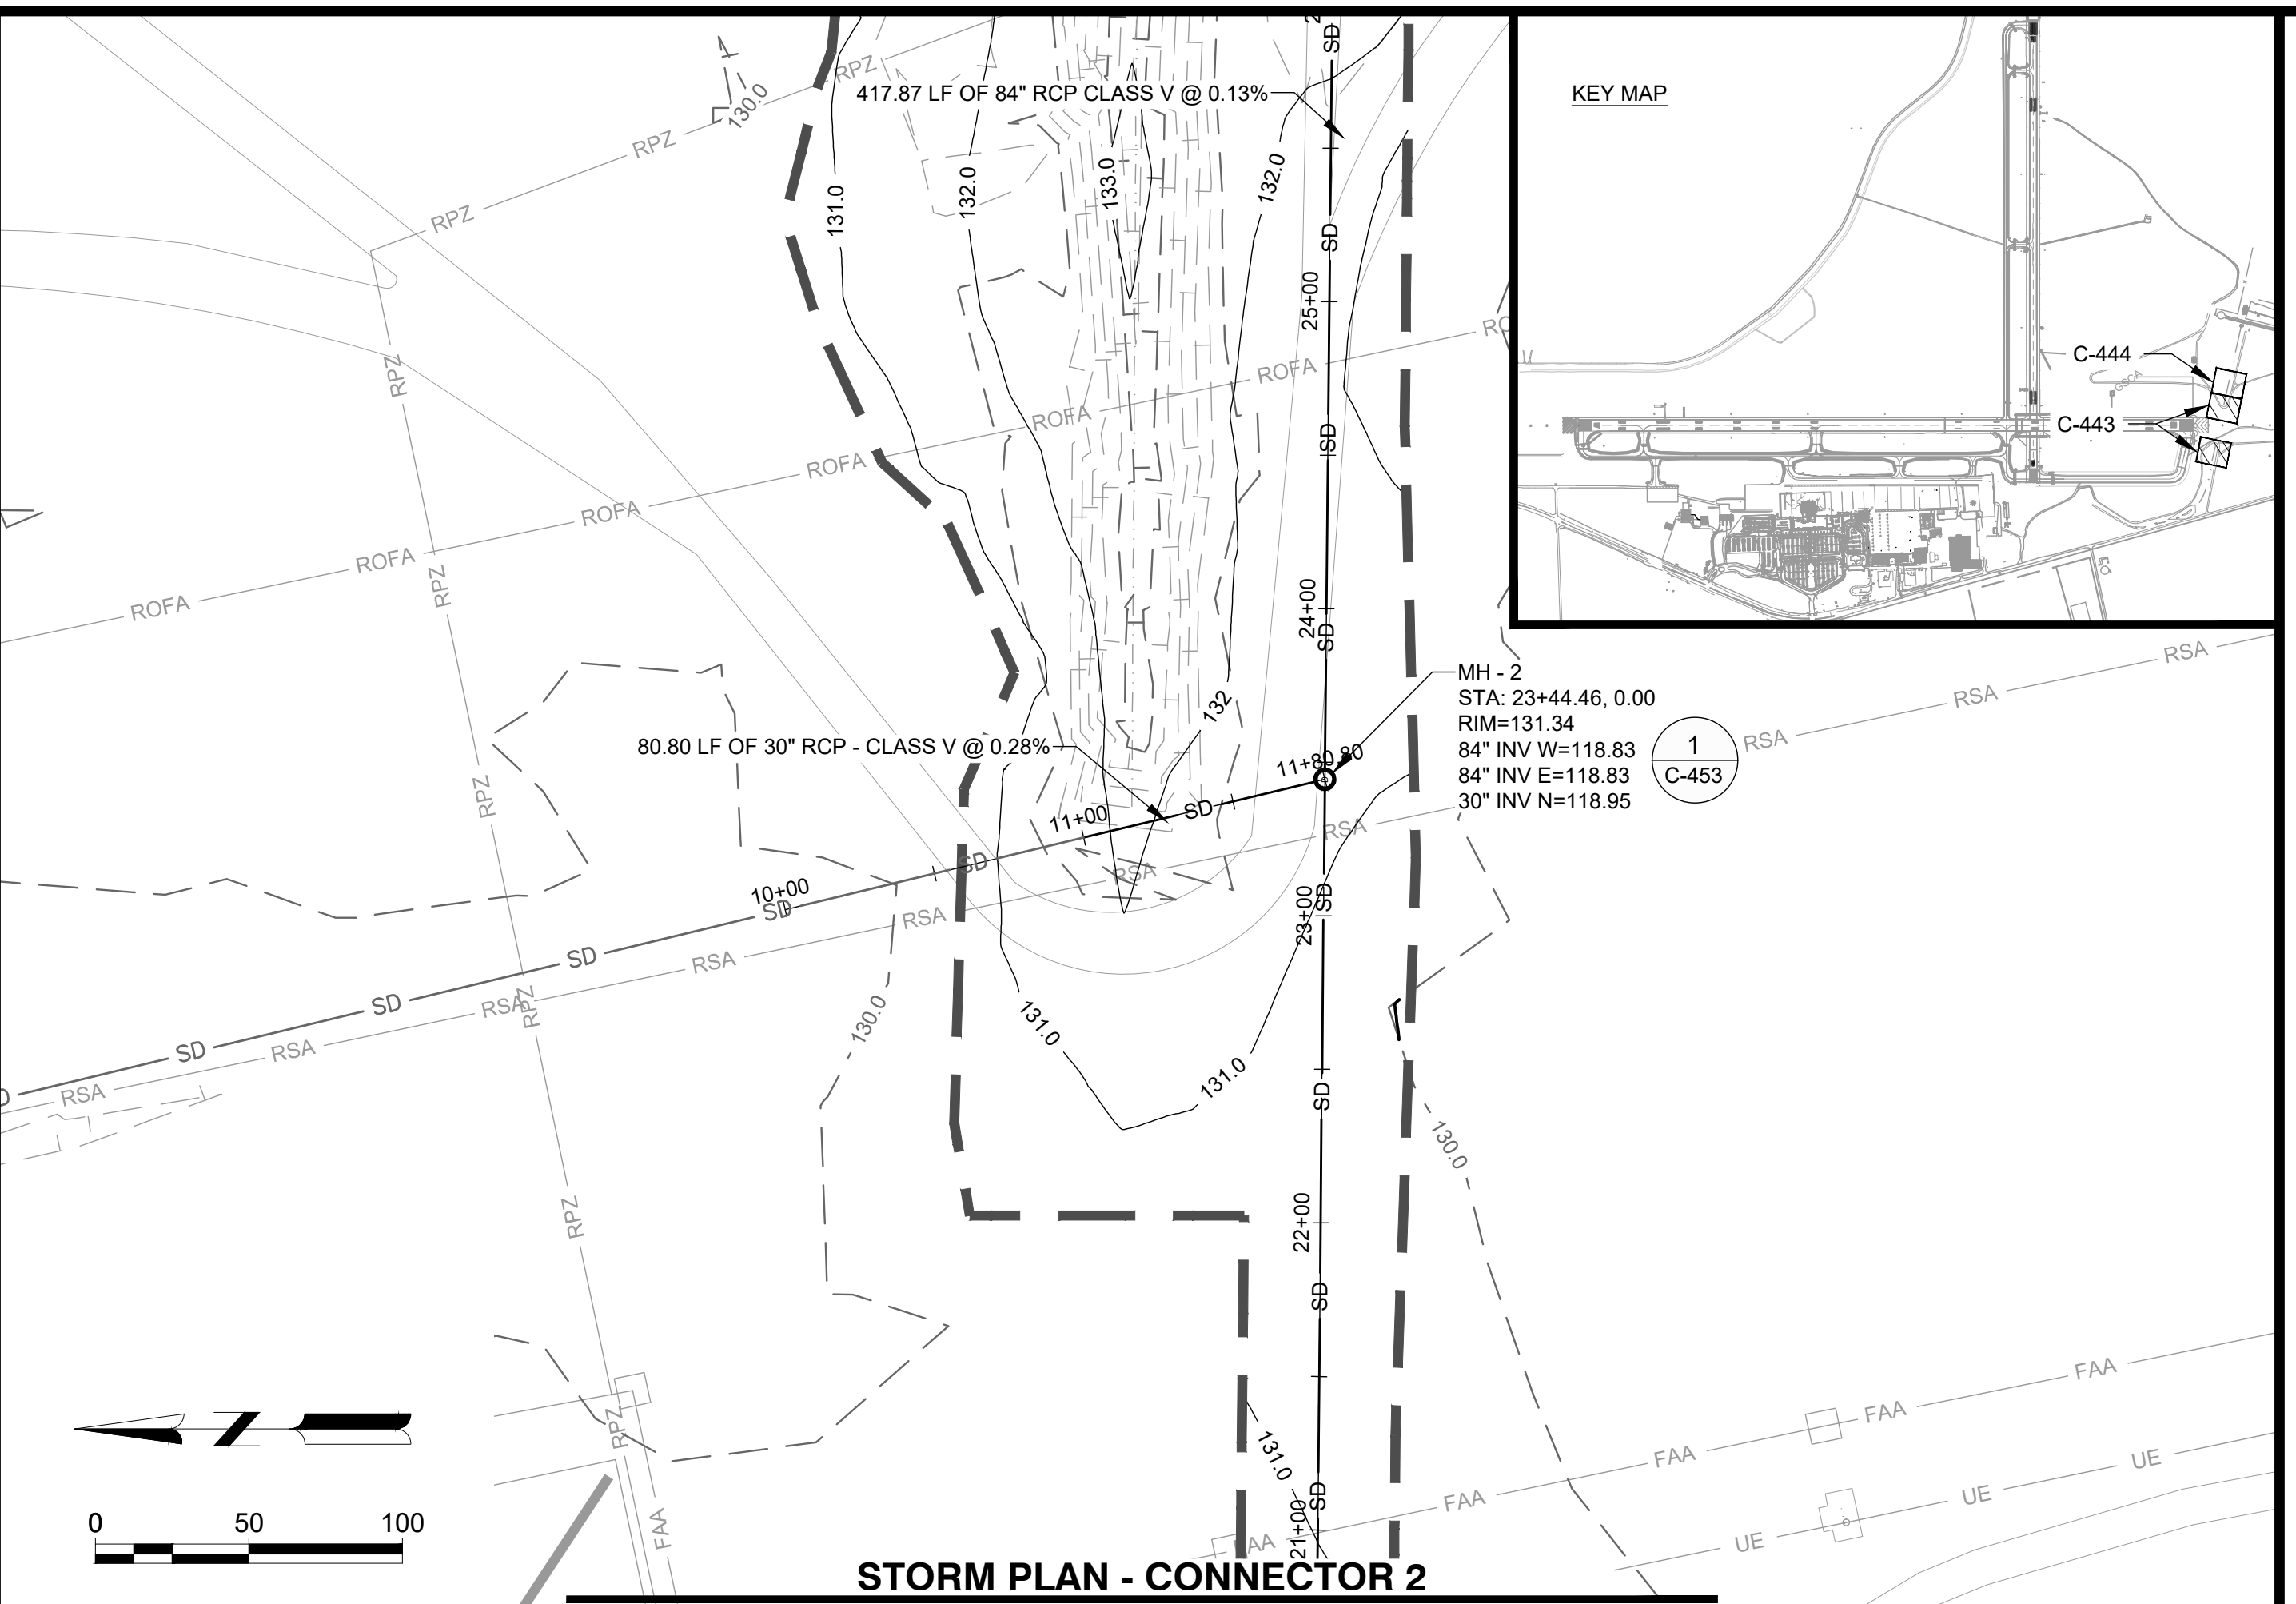 417.87 LF OF 84" RCP CLASS V @ 0.13%
KEY MAP
C-444
C-443
GSOA
SD
RPZ
130.0
RPZ
RPZ
131.0
132.0
133.0
132.0
SD
25+00
RPZ
ROFA
ROFA
ROFA
ROFA
ROFA
ROFA
SD
24+00
SD
RPZ
MH - 2
STA: 23+44.46, 0.00
RIM=131.34
84" INV W=118.83
84" INV E=118.83
30" INV N=118.95
1
C-453
RSA
RSA
RSA
132
80.80 LF OF 30" RCP - CLASS V @ 0.28%
11+80.80
RPZ
11+00
SD
RSA
SD
RSA
10+00
SD
RSA
23+00
SD
SD
RSA
SD
RSA
RPZ
130.0
131.0
SD
RSA
RSA
131.0
SD
130.0
RPZ
22+00
SD
RPZ
131.0
FAA
FAA
FAA
FAA
UE
UE
UE
SD
21+00
FAA
0 50 100
STORM PLAN - CONNECTOR 2